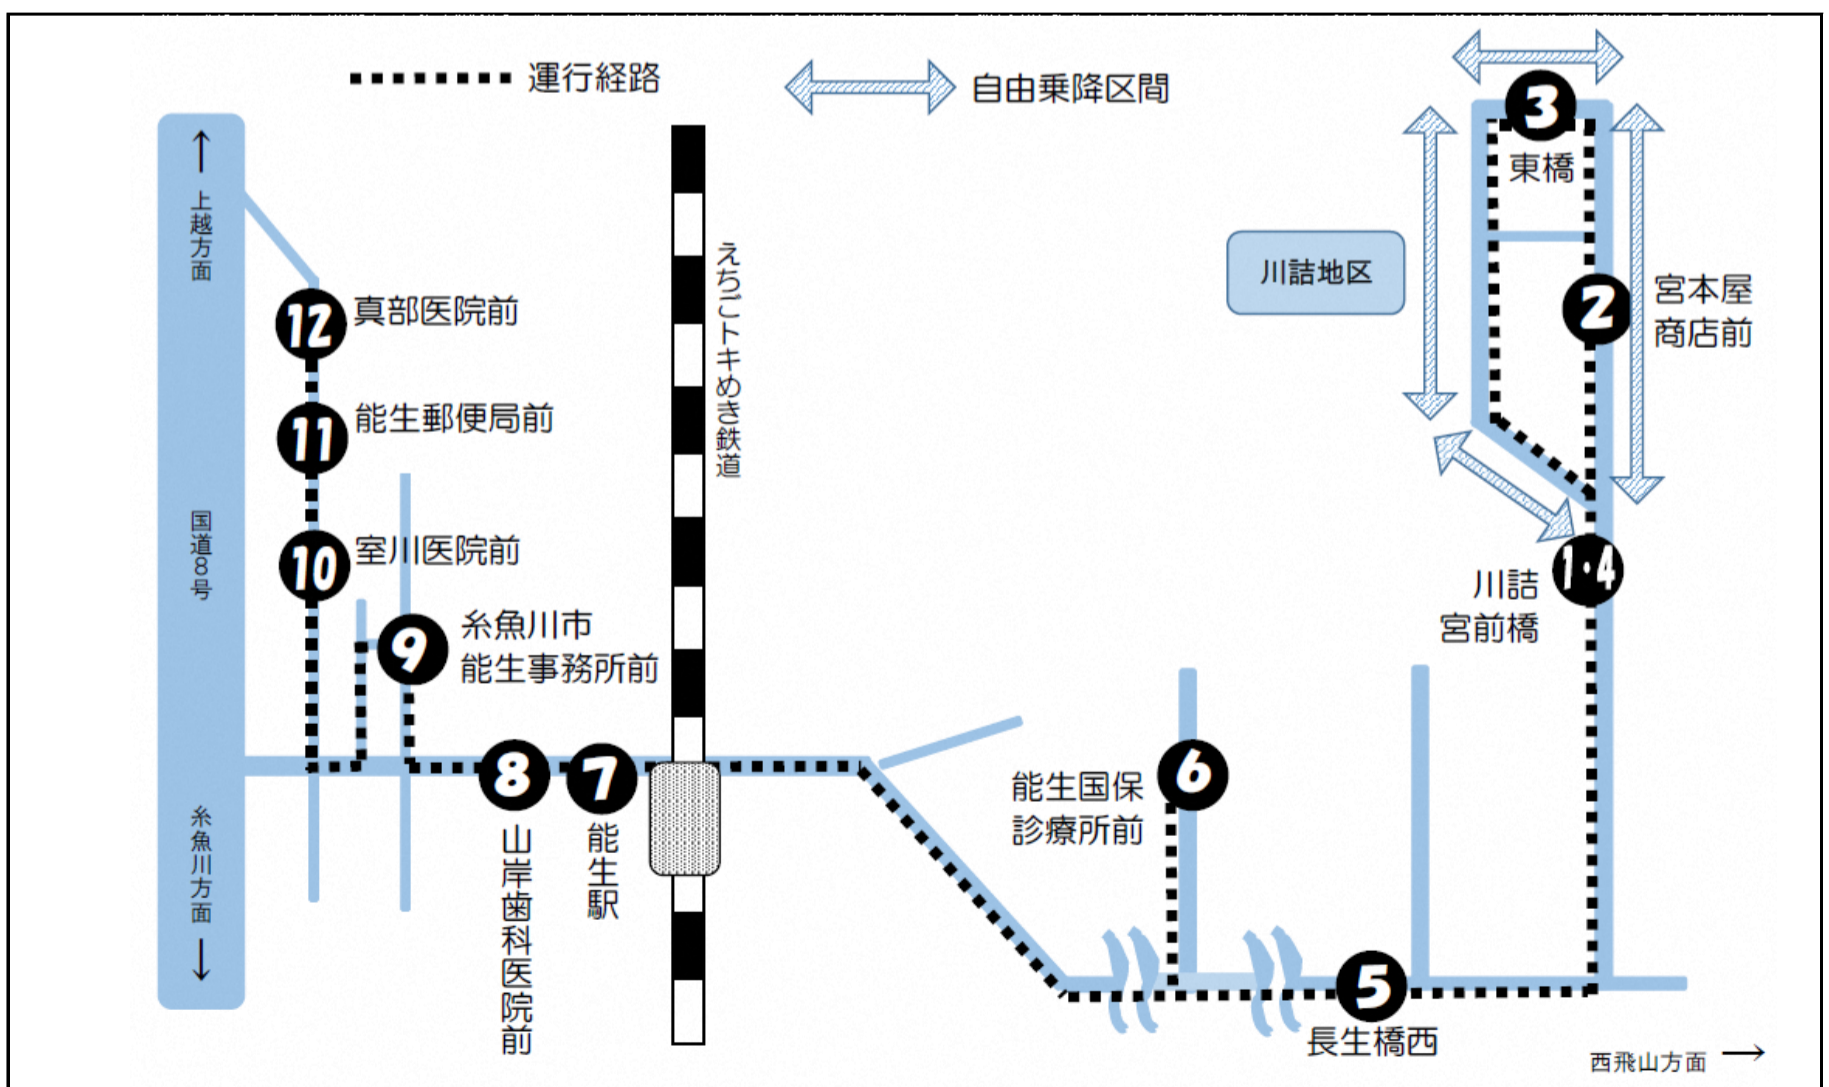 運行経路
自由乗降区間
↑
上越方面
国道8号
糸魚川方面
↓
12
真部医院前
11
能生郵便局前
10
室川医院前
9
糸魚川市
能生事務所前
8
山岸歯科医院前
7
能生駅
えちごトキめき鉄道
6
能生国保
診療所前
5
長生橋西
川詰地区
3
東橋
2
宮本屋
商店前
1・4
川詰
宮前橋
西飛山方面 →